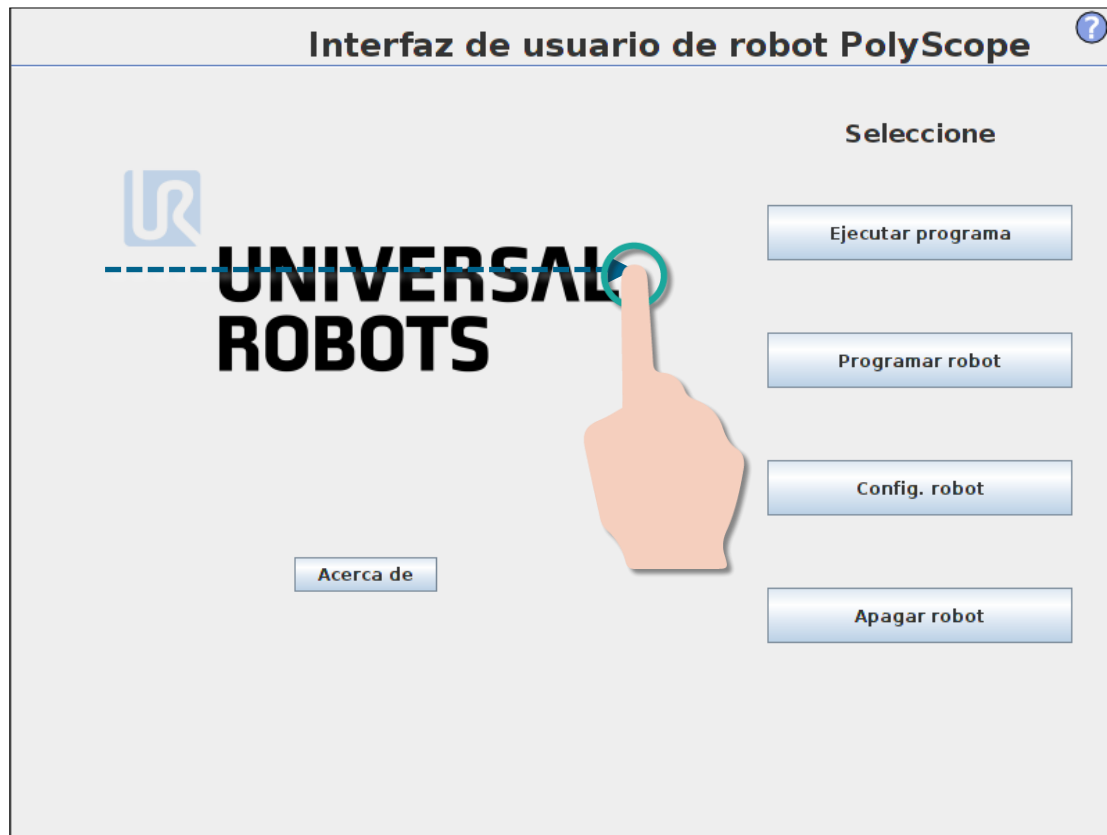 Interfaz de usuario de robot PolyScope
?
Seleccione
UR
UNIVERSAL
ROBOTS
Ejecutar programa
Programar robot
Config. robot
Acerca de
Apagar robot